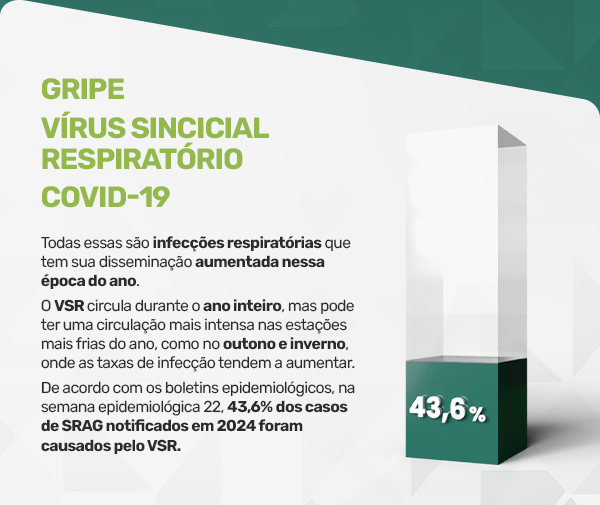 GRIPE
VÍRUS SINCICIAL
RESPIRATÓRIO
COVID-19
Todas essas são infecções respiratórias que
tem sua disseminação aumentada nessa
época do ano.
O VSR circula durante o ano inteiro, mas pode
ter uma circulação mais intensa nas estações
mais frias do ano, como no outono e inverno,
onde as taxas de infecção tendem a aumentar.
De acordo com os boletins epidemiológicos, na
semana epidemiológica 22, 43,6% dos casos
de SRAG notificados em 2024 foram
causados pelo VSR.
43,6%